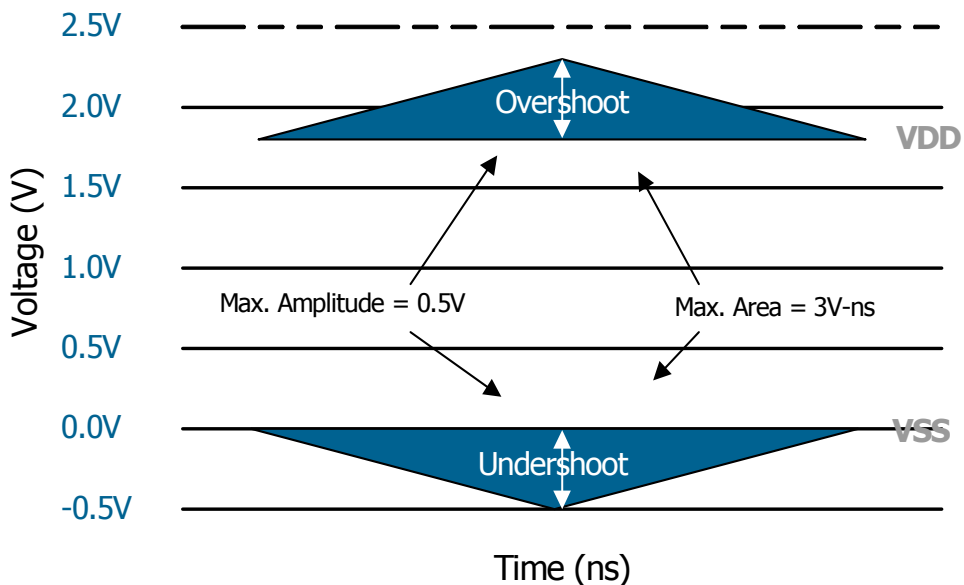 2.5V
Overshoot
2.0V
VDD
1.5V
1.0V
Voltage (V)
Max. Amplitude = 0.5V
Max. Area = 3V-ns
0.5V
0.0V
VSS
Undershoot
-0.5V
Time (ns)